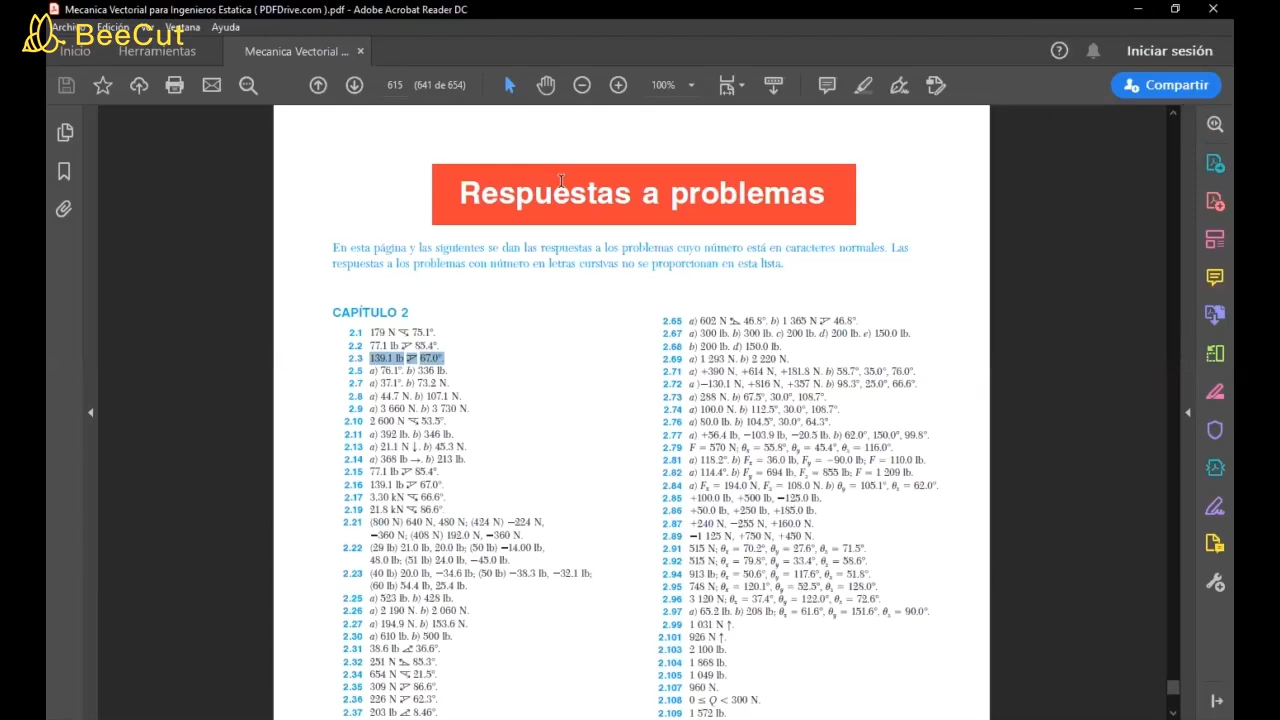 Mecanica Vectorial para Ingenieros Estatica ( PDFDrive.com ).pdf - Adobe Acrobat Reader DC
Archivo Edición Ver Ventana Ayuda
BeeCut
Inicio Herramientas Mecanica Vectorial ... × Iniciar sesión
615 (641 de 654) 100% Compartir
Respuestas a problemas
En esta página y las siguientes se dan las respuestas a los problemas cuyo número está en caracteres normales. Las
respuestas a los problemas con número en letras cursivas no se proporcionan en esta lista.
CAPÍTULO 2
2.1 179 N 75.1°.
2.2 77.1 lb 85.4°.
2.3 139.1 lb 67.0°.
2.5 a) 76.1°. b) 336 lb.
2.7 a) 37.1°. b) 73.2 N.
2.8 a) 44.7 N. b) 107.1 N.
2.9 a) 3 660 N. b) 3 730 N.
2.10 2 600 N 53.5°.
2.11 a) 392 lb. b) 346 lb.
2.13 a) 21.1 N ↓. b) 45.3 N.
2.14 a) 368 lb →. b) 213 lb.
2.15 77.1 lb 85.4°.
2.16 139.1 lb 67.0°.
2.17 3.30 kN 66.6°.
2.19 21.8 kN 86.6°.
2.21 (800 N) 640 N, 480 N; (424 N) −224 N,
−360 N; (408 N) 192.0 N, −360 N.
2.22 (29 lb) 21.0 lb, 20.0 lb; (50 lb) −14.00 lb,
48.0 lb; (51 lb) 24.0 lb, −45.0 lb.
2.23 (40 lb) 20.0 lb, −34.6 lb; (50 lb) −38.3 lb, −32.1 lb;
(60 lb) 54.4 lb, 25.4 lb.
2.25 a) 523 lb. b) 428 lb.
2.26 a) 2 190 N. b) 2 060 N.
2.27 a) 194.9 N. b) 153.6 N.
2.30 a) 610 lb. b) 500 lb.
2.31 38.6 lb 36.6°.
2.32 251 N 85.3°.
2.34 654 N 21.5°.
2.35 309 N 86.6°.
2.36 226 N 62.3°.
2.37 203 lb 8.46°.
2.65 a) 602 N 46.8°. b) 1 365 N 46.8°.
2.67 a) 300 lb. b) 300 lb. c) 200 lb. d) 200 lb. e) 150.0 lb.
2.68 b) 200 lb. d) 150.0 lb.
2.69 a) 1 293 N. b) 2 220 N.
2.71 a) +390 N, +614 N, +181.8 N. b) 58.7°, 35.0°, 76.0°.
2.72 a )−130.1 N, +816 N, +357 N. b) 98.3°, 25.0°, 66.6°.
2.73 a) 288 N. b) 67.5°, 30.0°, 108.7°.
2.74 a) 100.0 N. b) 112.5°, 30.0°, 108.7°.
2.76 a) 80.0 lb. b) 104.5°, 30.0°, 64.3°.
2.77 a) +56.4 lb, −103.9 lb, −20.5 lb. b) 62.0°, 150.0°, 99.8°.
2.79 F = 570 N; θx = 55.8°, θy = 45.4°, θz = 116.0°.
2.81 a) 118.2°. b) Fx = 36.0 lb, Fy = −90.0 lb; F = 110.0 lb.
2.82 a) 114.4°. b) Fy = 694 lb, Fz = 855 lb; F = 1 209 lb.
2.84 a) Fx = 194.0 N, Fz = 108.0 N. b) θy = 105.1°, θz = 62.0°.
2.85 +100.0 lb, +500 lb, −125.0 lb.
2.86 +50.0 lb, +250 lb, +185.0 lb.
2.87 +240 N, −255 N, +160.0 N.
2.89 −1 125 N, +750 N, +450 N.
2.91 515 N; θx = 70.2°, θy = 27.6°, θz = 71.5°.
2.92 515 N; θx = 79.8°, θy = 33.4°, θz = 58.6°.
2.94 913 lb; θx = 50.6°, θy = 117.6°, θz = 51.8°.
2.95 748 N; θx = 120.1°, θy = 52.5°, θz = 128.0°.
2.96 3 120 N; θx = 37.4°, θy = 122.0°, θz = 72.6°.
2.97 a) 65.2 lb. b) 208 lb; θx = 61.6°, θy = 151.6°, θz = 90.0°.
2.99 1 031 N ↑.
2.101 926 N ↑.
2.103 2 100 lb.
2.104 1 868 lb.
2.105 1 049 lb.
2.107 960 N.
2.108 0 ≤ Q < 300 N.
2.109 1 572 lb.